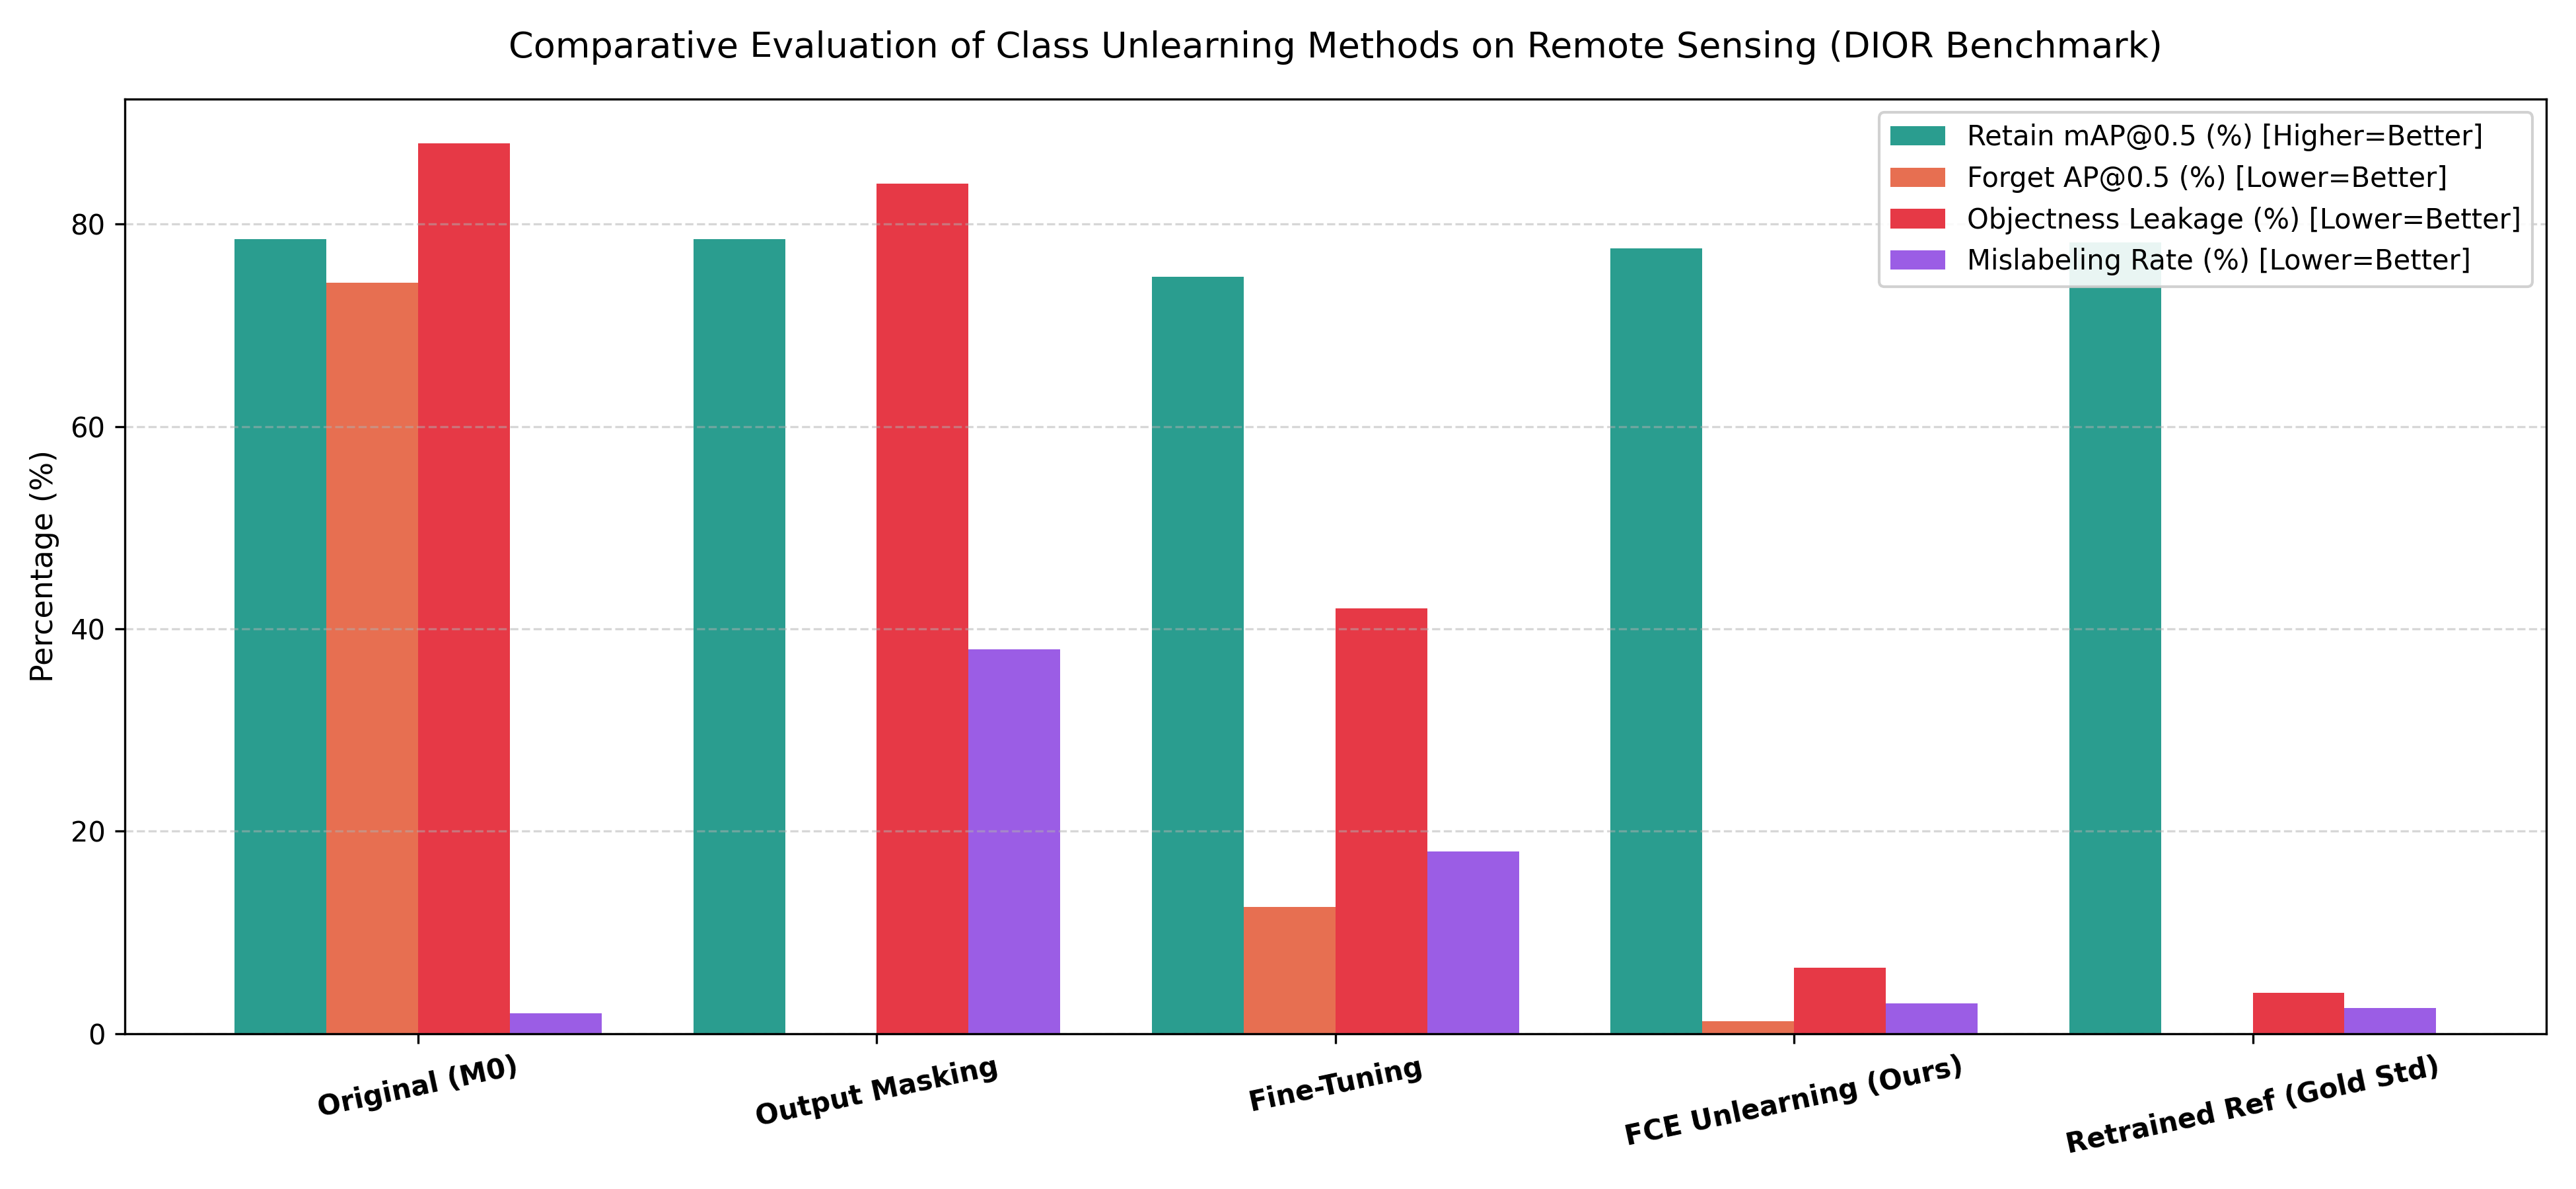 Comparative Evaluation of Class Unlearning Methods on Remote Sensing (DIOR Benchmark)
Retain mAP@0.5 (%) [Higher=Better]
Forget AP@0.5 (%) [Lower=Better]
Objectness Leakage (%) [Lower=Better]
Mislabeling Rate (%) [Lower=Better]
Percentage (%)
80
60
40
20
0
Original (M0)
Output Masking
Fine-Tuning
FCE Unlearning (Ours)
Retrained Ref (Gold Std)